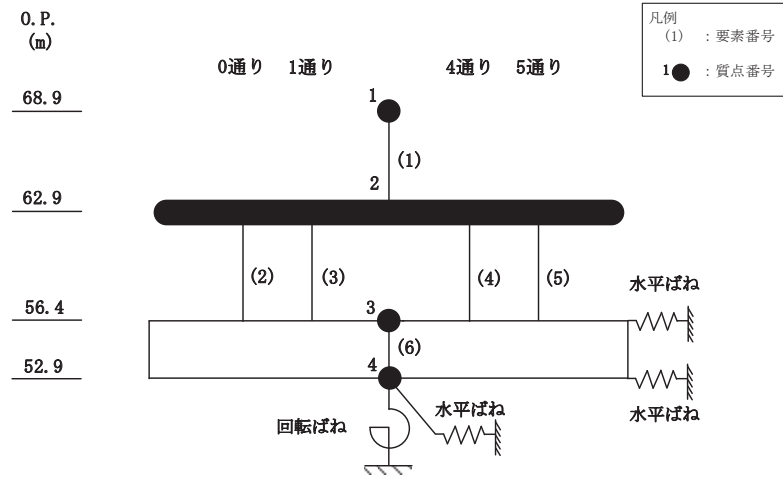 O.P.
(m)
凡例
(1) ：要素番号
1 ：質点番号
0通り 1通り 4通り 5通り
68.9
1
(1)
2
62.9
(2) (3) (4) (5)
水平ばね
56.4
3
(6)
52.9
4
水平ばね
水平ばね
回転ばね